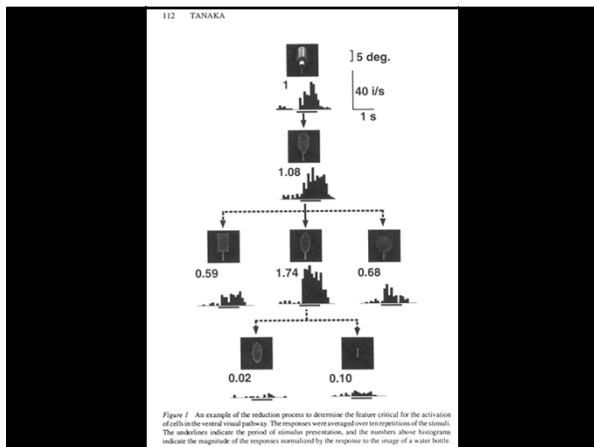 112 TANAKA
5 deg.
1
40 i/s
1 s
1.08
0.59 1.74 0.68
0.02 0.10
Figure 1 An example of the reduction process to determine the feature critical for the activation
of cells in the ventral visual pathway. The responses were averaged over ten repetitions of the stimuli.
The underlines indicate the period of stimulus presentation, and the numbers above histograms
indicate the magnitude of the responses normalized by the response to the image of a water bottle.